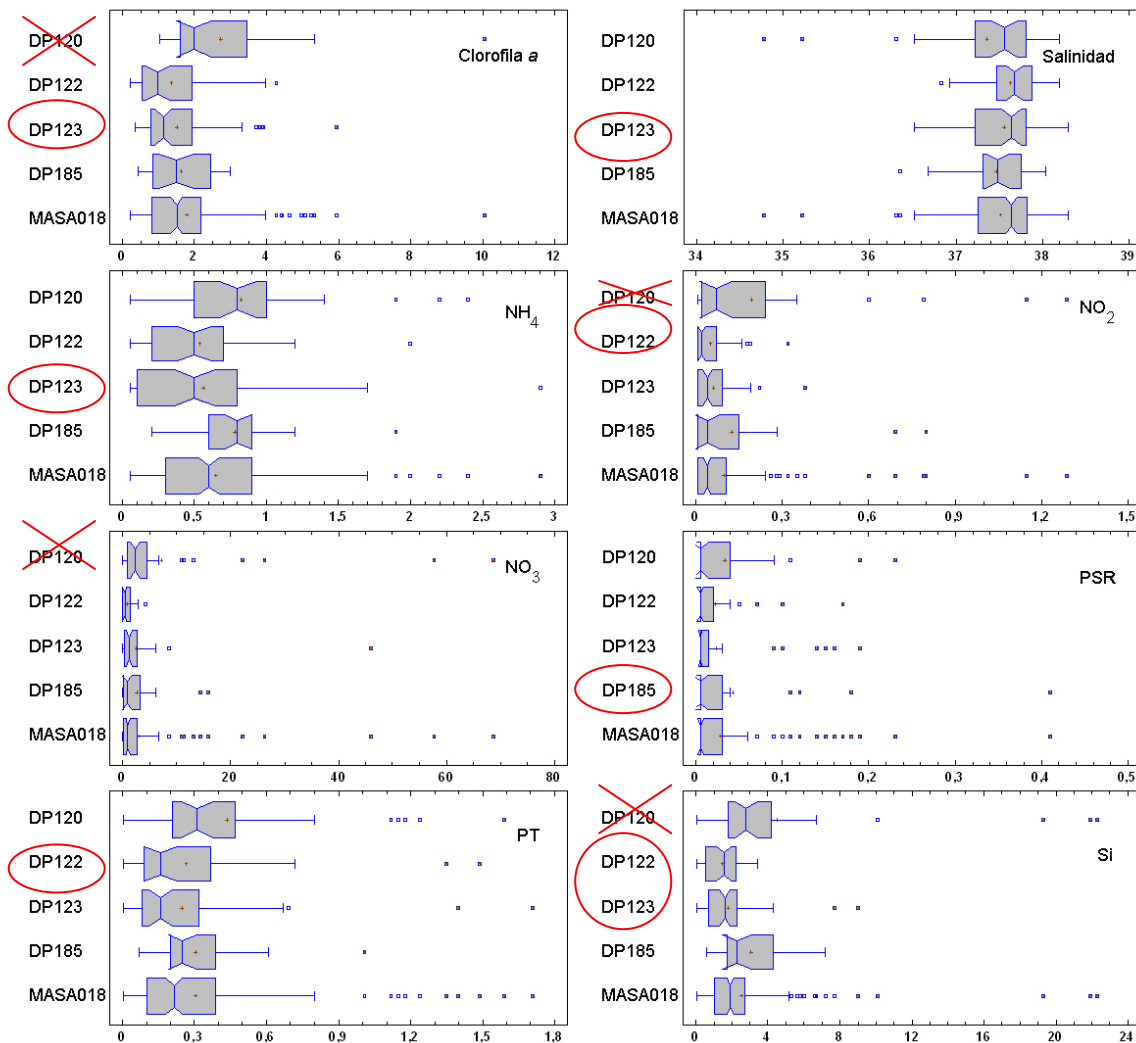 DP120
DP122
DP123
DP185
MASA018
Clorofila a
0 2 4 6 8 10 12
DP120
DP122
DP123
DP185
MASA018
Salinidad
34 35 36 37 38 39
DP120
DP122
DP123
DP185
MASA018
NH4
0 0,5 1 1,5 2 2,5 3
DP120
DP122
DP123
DP185
MASA018
NO2
0 0,3 0,6 0,9 1,2 1,5
DP120
DP122
DP123
DP185
MASA018
NO3
0 20 40 60 80
DP120
DP122
DP123
DP185
MASA018
PSR
0 0,1 0,2 0,3 0,4 0,5
DP120
DP122
DP123
DP185
MASA018
PT
0 0,3 0,6 0,9 1,2 1,5 1,8
DP120
DP122
DP123
DP185
MASA018
Si
0 4 8 12 16 20 24